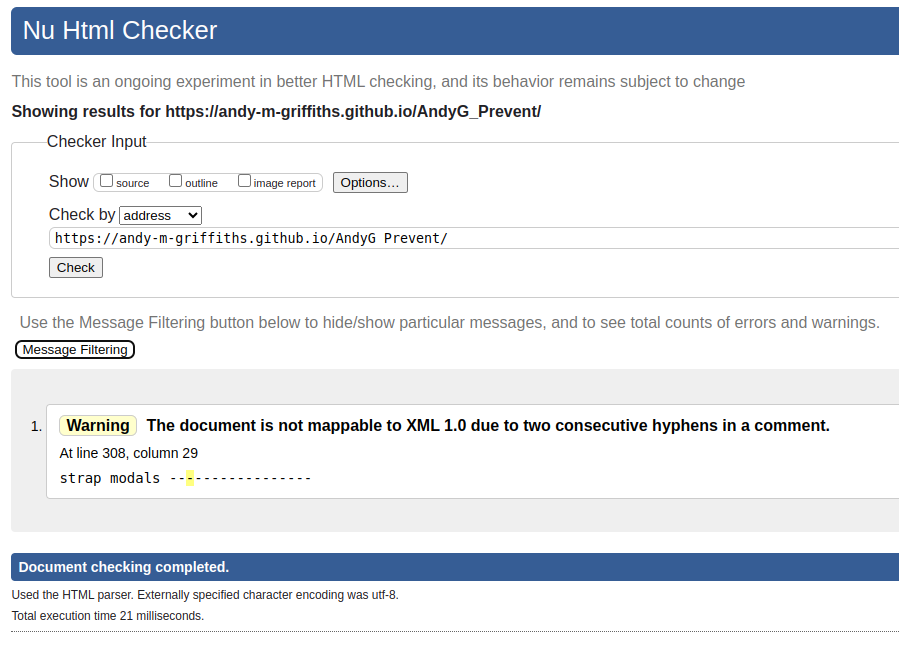 Nu Html Checker
This tool is an ongoing experiment in better HTML checking, and its behavior remains subject to change
Showing results for https://andy-m-griffiths.github.io/AndyG_Prevent/
Checker Input
Show source outline image report Options...
Check by address
https://andy-m-griffiths.github.io/AndyG Prevent/
Check
Use the Message Filtering button below to hide/show particular messages, and to see total counts of errors and warnings.
Message Filtering
1. Warning The document is not mappable to XML 1.0 due to two consecutive hyphens in a comment.
At line 308, column 29
strap modals -----------------
Document checking completed.
Used the HTML parser. Externally specified character encoding was utf-8.
Total execution time 21 milliseconds.